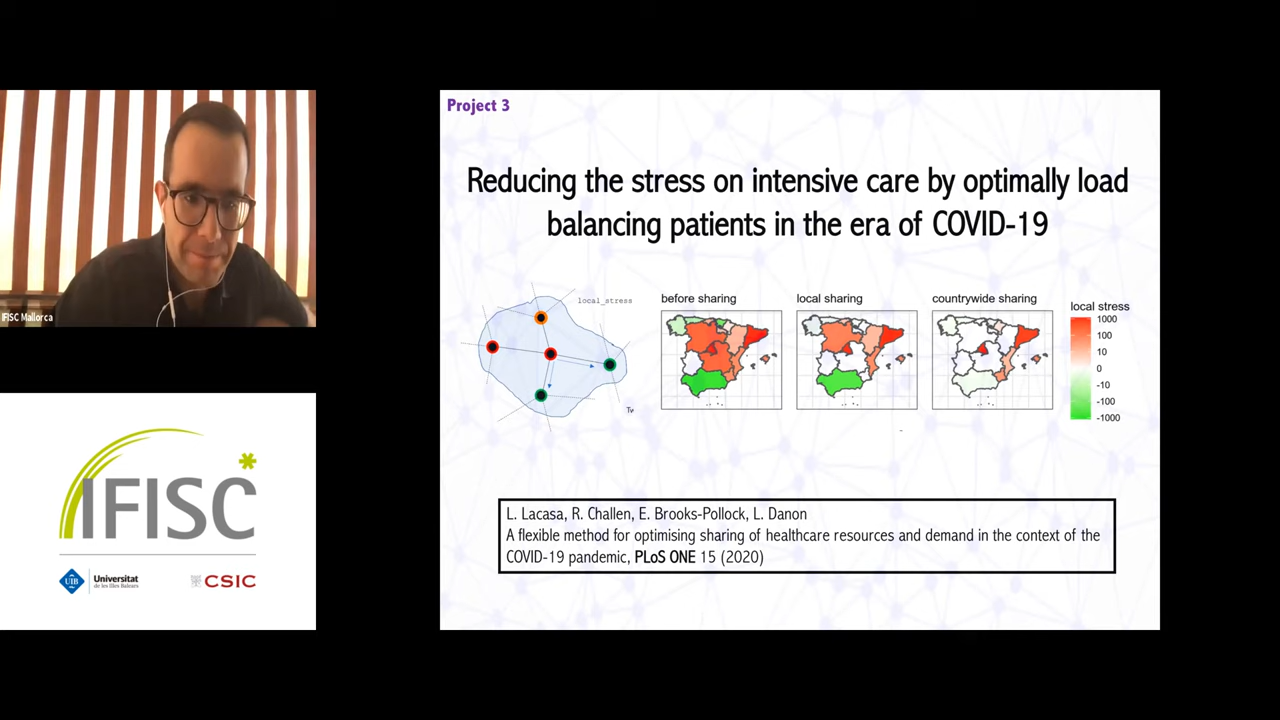 Project 3
Reducing the stress on intensive care by optimally load
balancing patients in the era of COVID-19
local_stress
before sharing
local sharing
countrywide sharing
local stress
1000
100
10
0
-10
-100
-1000
Tw
L. Lacasa, R. Challen, E. Brooks-Pollock, L. Danon
A flexible method for optimising sharing of healthcare resources and demand in the context of the
COVID-19 pandemic, PLoS ONE 15 (2020)
IFISC Mallorca
IFISC
UIB
Universitat
de les Illes Balears
CSIC